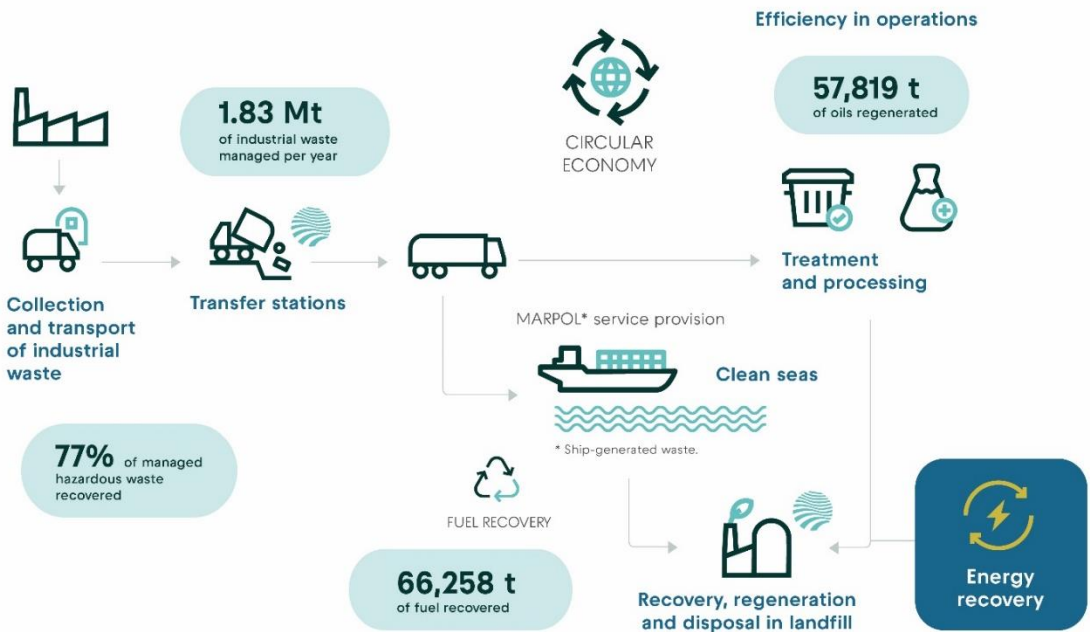 Efficiency in operations
57,819 t
of oils regenerated
1.83 Mt
of industrial waste
managed per year
CIRCULAR
ECONOMY
Collection
and transport
of industrial
waste
Transfer stations
Treatment
and processing
MARPOL* service provision
Clean seas
* Ship-generated waste.
77% of managed
hazardous waste
recovered
FUEL RECOVERY
66,258 t
of fuel recovered
Recovery, regeneration
and disposal in landfill
Energy
recovery